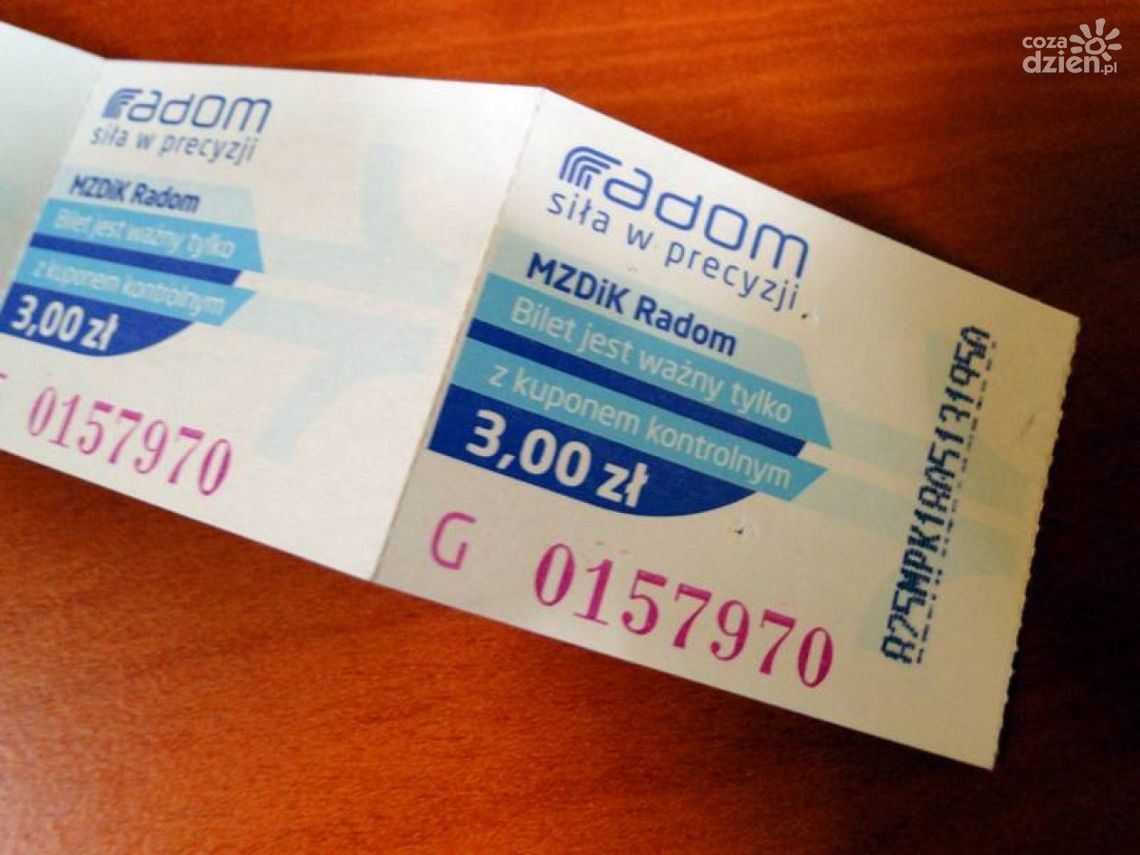 coza
dzien.pl
Radom
siła w precyzji
MZDiK Radom
Bilet jest ważny tylko
z kuponem kontrolnym
3,00 zł
0157970
Radom
siła w precyzji
MZDiK Radom
Bilet jest ważny tylko
z kuponem kontrolnym
3,00 zł
G 0157970